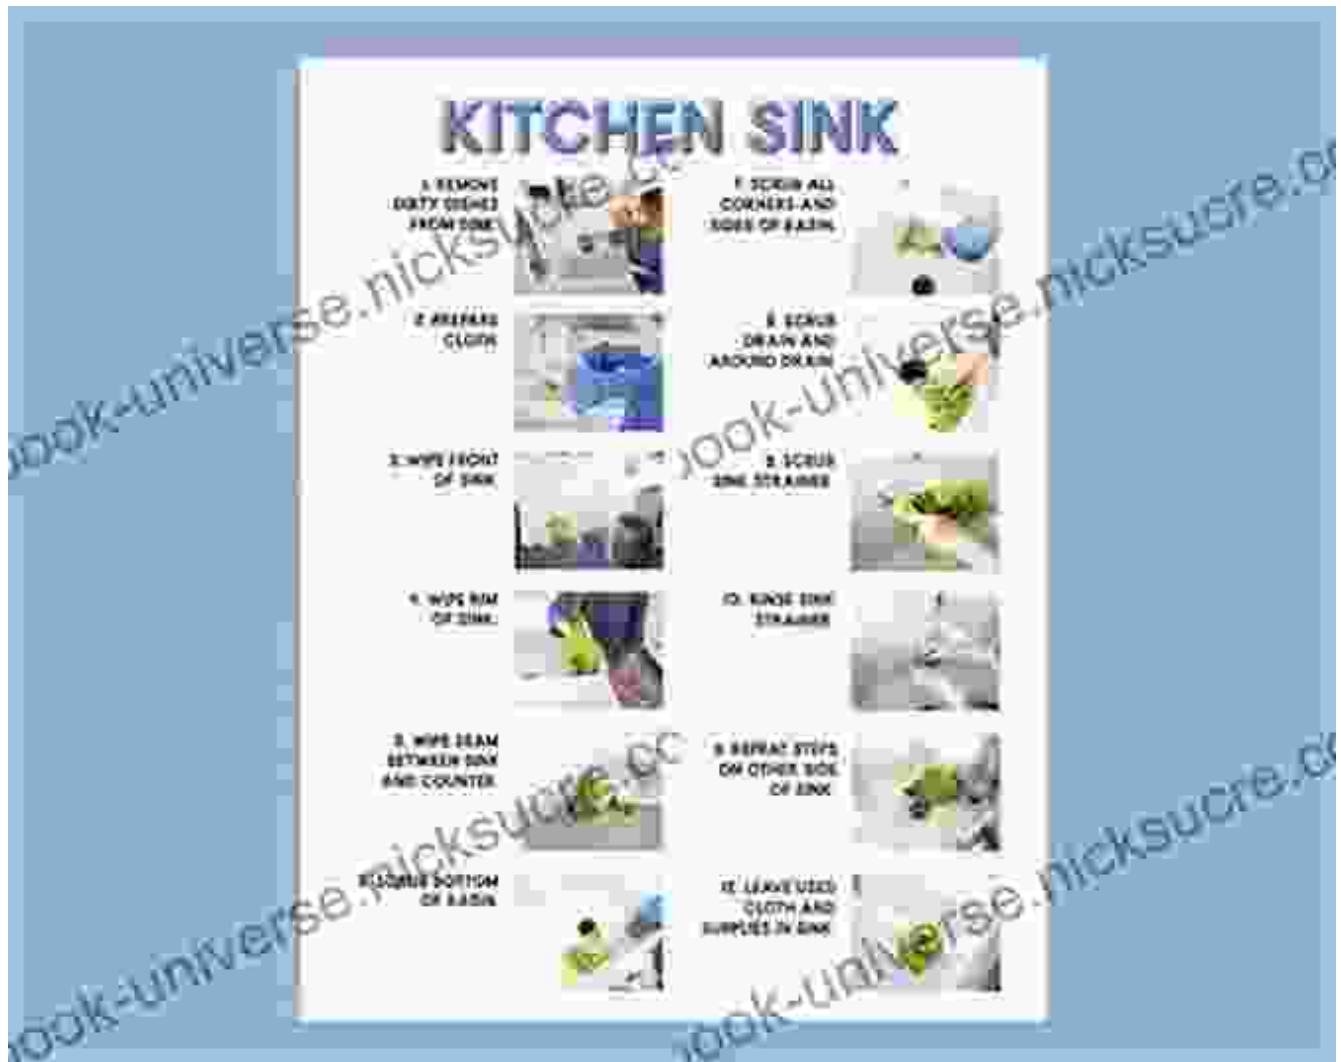 KITCHEN SINK
1. REMOVE
DIRTY DISHES
FROM SINK
2. PREPARE
CLOTH
3. WIPE FRONT
OF SINK
4. WIPE RIM
OF SINK
5. WIPE SEAM
BETWEEN SINK
AND COUNTER
6. SCRUB BOTTOM
OF BASIN
7. SCRUB ALL
CORNERS AND
SIDES OF BASIN
8. SCRUB
DRAIN AND
AROUND DRAIN
9. SCRUB
SINK STRAINER
10. RINSE SINK
STRAINER
11. REPEAT STEPS
ON OTHER SIDE
OF SINK
12. LEAVE USED
CLOTH AND
SUPPLIES IN SINK
book-universe.nicksucre.co
book-universe.nicksucre.co
book-universe.nicksucre.co
book-universe.nicksucre.co